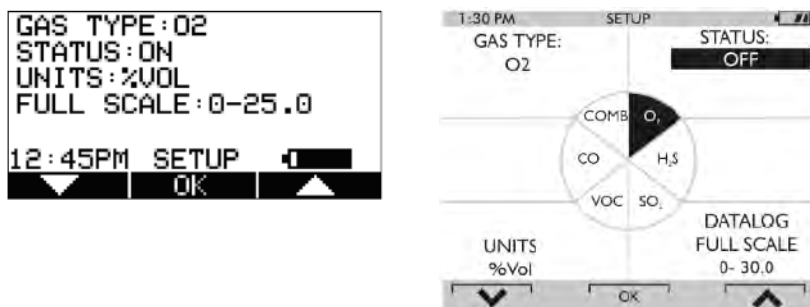 GAS TYPE:O2
STATUS:ON
UNITS:%VOL
FULL SCALE:0-25.0
12:45PM SETUP
OK
1:30 PM SETUP
GAS TYPE:
O2
STATUS:
OFF
COMB O₂
CO H₂S
VOC SO₂
UNITS
%Vol
DATALOG
FULL SCALE
0- 30.0
OK